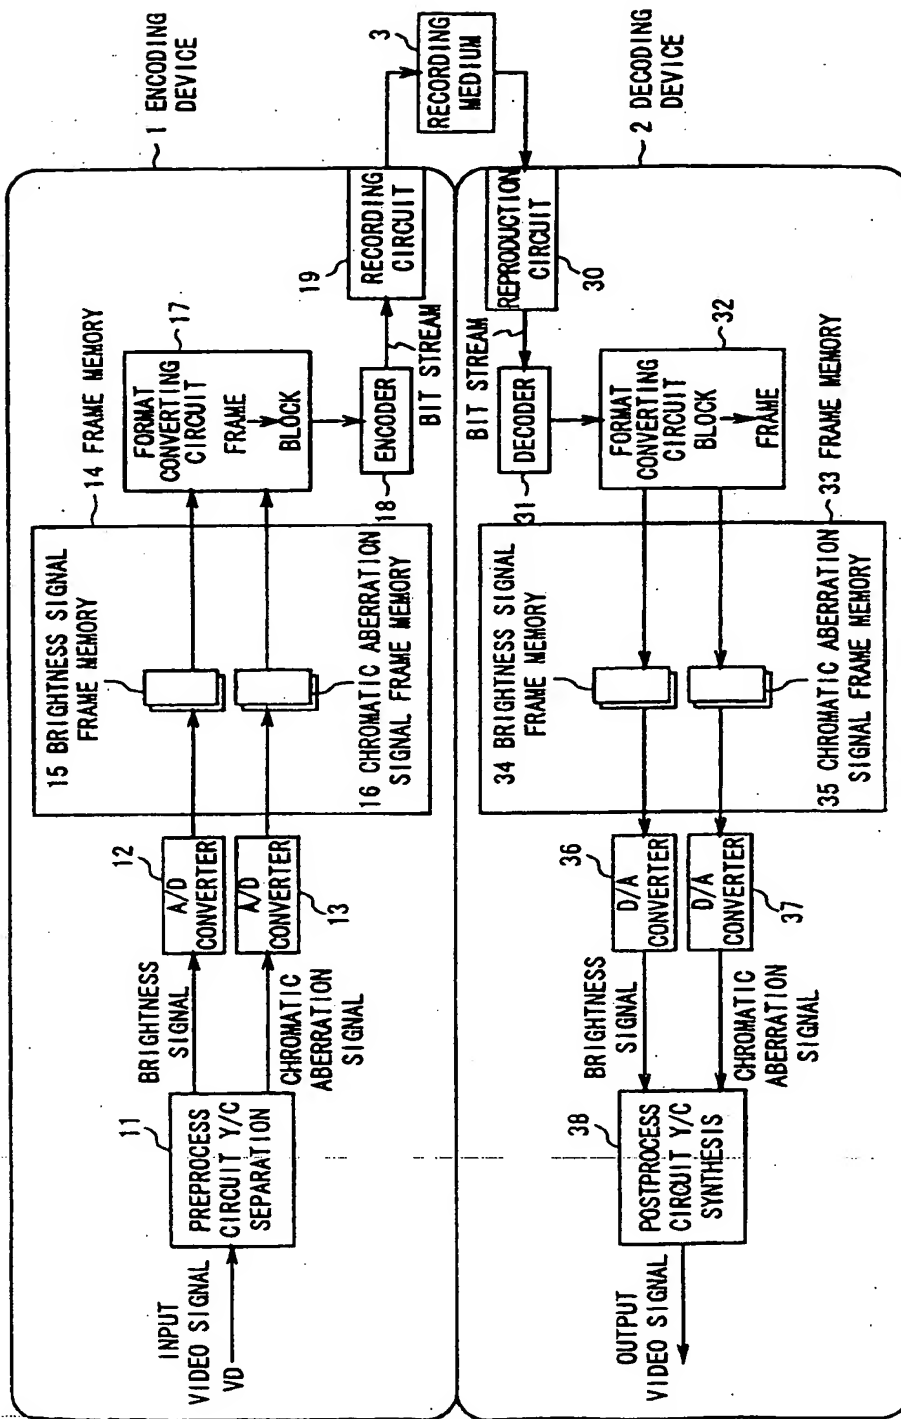 1 ENCODING
DEVICE
14 FRAME MEMORY
15 BRIGHTNESS SIGNAL
FRAME MEMORY
16 CHROMATIC ABERRATION
SIGNAL FRAME MEMORY
INPUT
VIDEO SIGNAL
VD
11
PREPROCESS
CIRCUIT Y/C
SEPARATION
BRIGHTNESS
SIGNAL
CHROMATIC
ABERRATION
SIGNAL
12
A/D
CONVERTER
A/D
CONVERTER
13
17
FORMAT
CONVERTING
CIRCUIT
FRAME
BLOCK
18
ENCODER
BIT STREAM
19
RECORDING
CIRCUIT
3
RECORDING
MEDIUM
2 DECODING
DEVICE
REPRODUCTION
CIRCUIT
30
BIT STREAM
DECODER
31
32
FORMAT
CONVERTING
CIRCUIT
BLOCK
FRAME
33 FRAME MEMORY
34 BRIGHTNESS SIGNAL
FRAME MEMORY
35 CHROMATIC ABERRATION
SIGNAL FRAME MEMORY
36
D/A
CONVERTER
D/A
CONVERTER
37
BRIGHTNESS
SIGNAL
CHROMATIC
ABERRATION
SIGNAL
38
POSTPROCESS
CIRCUIT Y/C
SYNTHESIS
OUTPUT
VIDEO SIGNAL